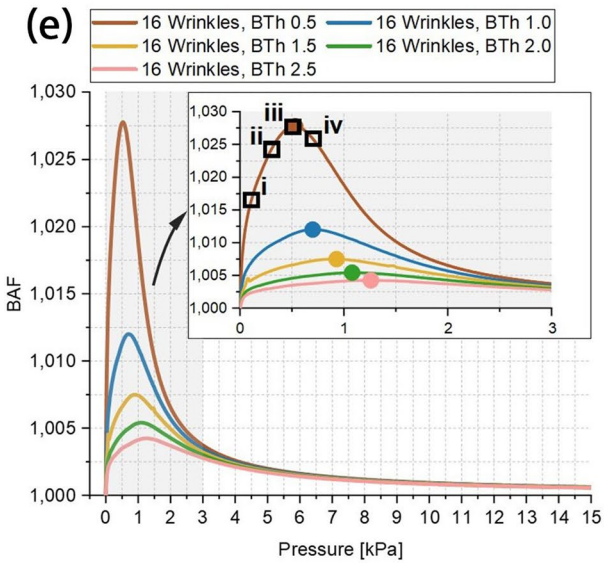 (e)
16 Wrinkles, BTh 0.5 16 Wrinkles, BTh 1.0
16 Wrinkles, BTh 1.5 16 Wrinkles, BTh 2.0
16 Wrinkles, BTh 2.5
BAF
1,030
1,025
1,020
1,015
1,010
1,005
1,000
0 1 2 3 4 5 6 7 8 9 10 11 12 13 14 15
Pressure [kPa]
1,030
1,025
1,020
1,015
1,010
1,005
1,000
0 1 2 3
iii
iv
ii
i